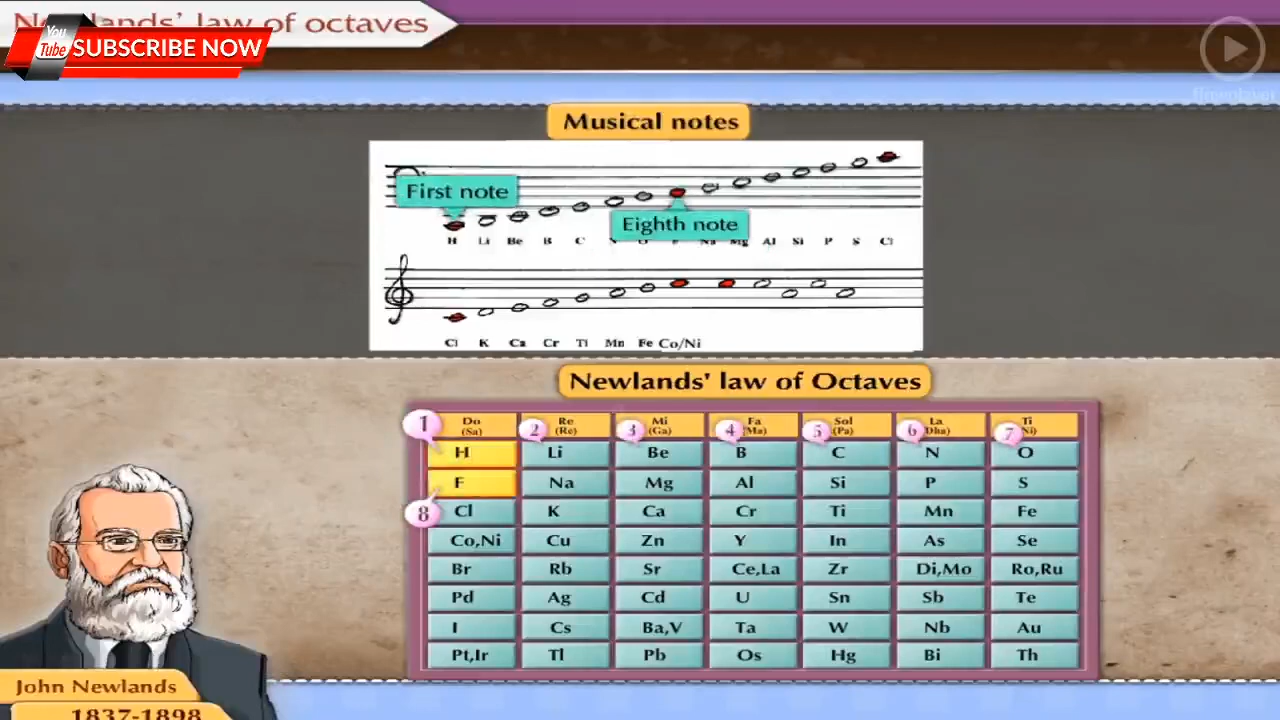 Newlands' law of octaves
You
Tube SUBSCRIBE NOW
Musical notes
First note
Eighth note
H Li Be B C N O F Na Mg Al Si P S Cl
Cl K Ca Cr Ti Mn Fe Co/Ni
Newlands' law of Octaves
1 Do (Sa) 2 Re (Re) 3 Mi (Ga) 4 Fa (Ma) 5 Sol (Pa) 6 La (Dha) 7 Ti (Ni)
H Li Be B C N O
F Na Mg Al Si P S
8 Cl K Ca Cr Ti Mn Fe
Co,Ni Cu Zn Y In As Se
Br Rb Sr Ce,La Zr Di,Mo Ro,Ru
Pd Ag Cd U Sn Sb Te
I Cs Ba,V Ta W Nb Au
Pt,Ir Tl Pb Os Hg Bi Th
John Newlands
1837-1898